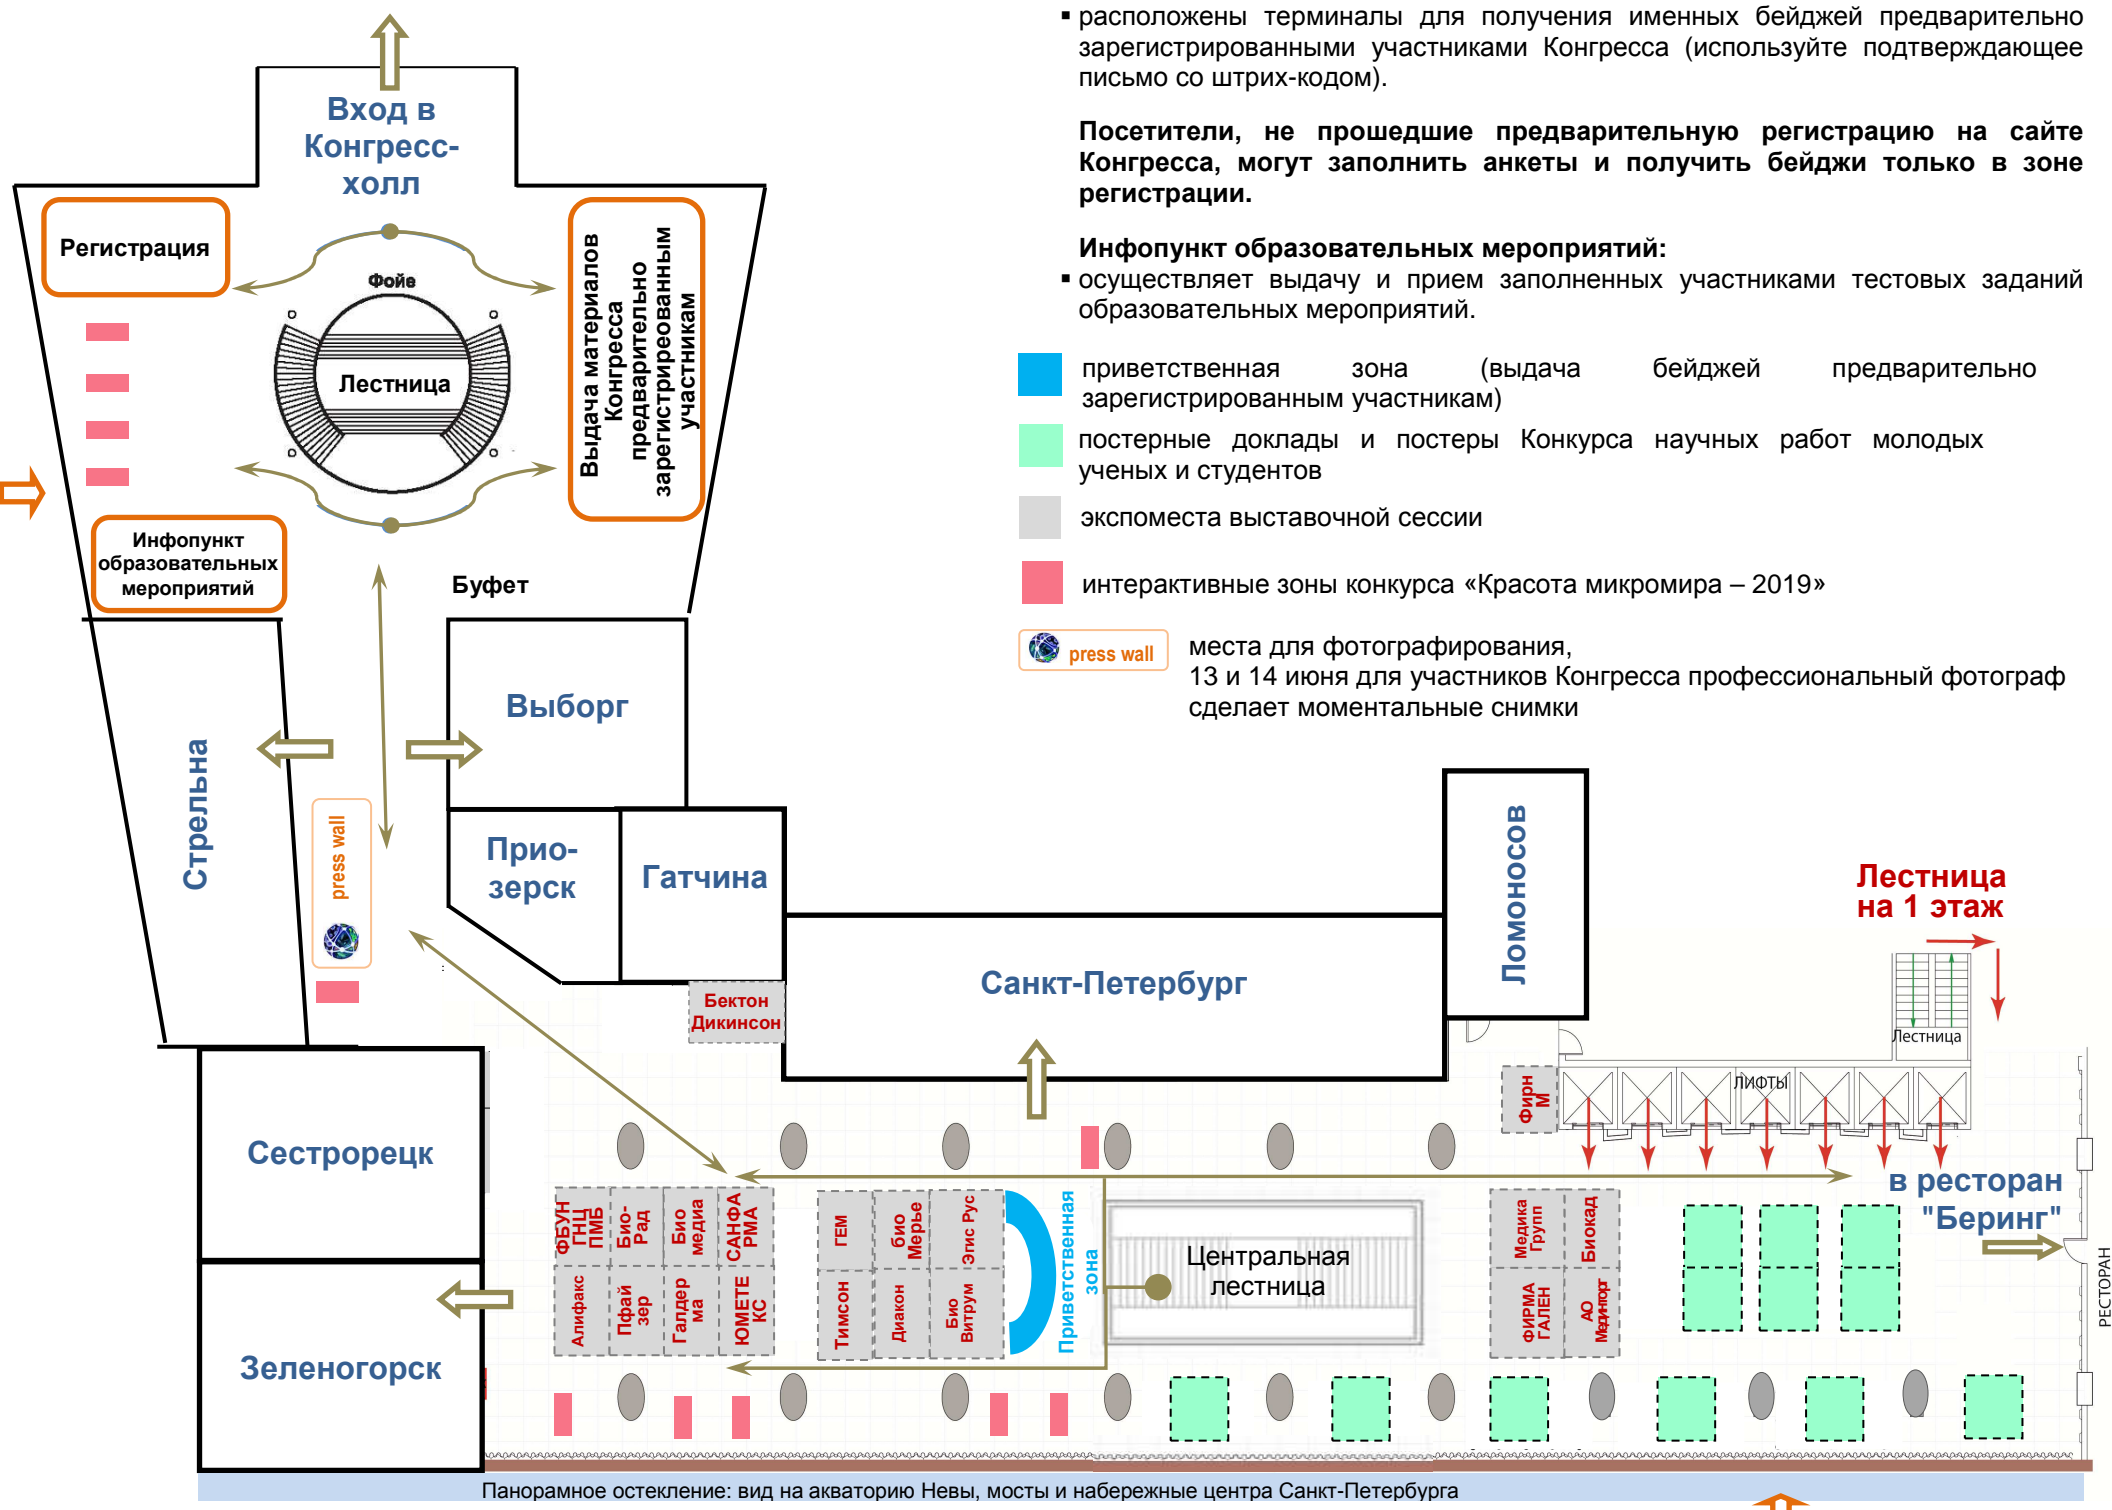 ▪ расположены терминалы для получения именных бейджей предварительно
зарегистрированными участниками Конгресса (используйте подтверждающее
письмо со штрих-кодом).
Посетители, не прошедшие предварительную регистрацию на сайте
Конгресса, могут заполнить анкеты и получить бейджи только в зоне
регистрации.
Инфопункт образовательных мероприятий:
▪ осуществляет выдачу и прием заполненных участниками тестовых заданий
образовательных мероприятий.
приветственная зона (выдача бейджей предварительно
зарегистрированным участникам)
постерные доклады и постеры Конкурса научных работ молодых
ученых и студентов
экспоместа выставочной сессии
интерактивные зоны конкурса «Красота микромира – 2019»
press wall
места для фотографирования,
13 и 14 июня для участников Конгресса профессиональный фотограф
сделает моментальные снимки
Вход в
Конгресс-
холл
Регистрация
Фойе
Лестница
Выдача материалов
Конгресса
предварительно
зарегистриреованным
участникам
Инфопункт
образовательных
мероприятий
Буфет
Выборг
Стрельна
press wall
Прио-
зерск
Гатчина
Бектон
Дикинсон
Санкт-Петербург
Ломоносов
Лестница
на 1 этаж
Лестница
ЛИФТЫ
Фирн
М
Сестрорецк
Зеленогорск
ФБУН
ГНЦ
ПМБ
Био-
Рад
Био
медиа
САНФА
РМА
Алифакс
Пфай
зер
Галдер
ма
ЮМЕТЕ
КС
ГЕМ
био
Мерье
Эгис Рус
Тимсон
Диакон
Био
Витрум
Приветственная
зона
Центральная
лестница
Медика
Групп
Биокад
ФИРМА
ГАЛЕН
АО
Мединторг
в ресторан
"Беринг"
РЕСТОРАН
Панорамное остекление: вид на акваторию Невы, мосты и набережные центра Санкт-Петербурга